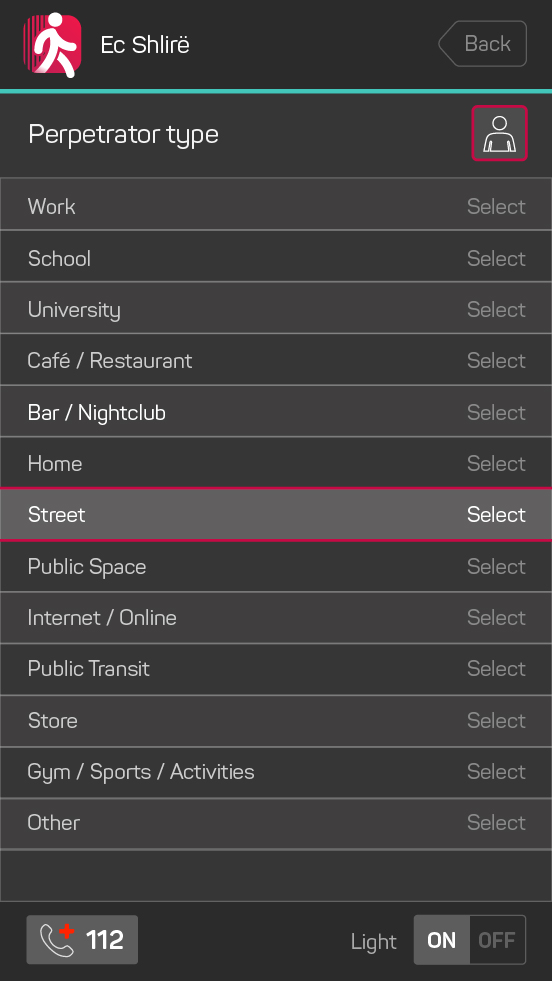 Ec Shlirë
Back
Perpetrator type
Work Select
School Select
University Select
Café / Restaurant Select
Bar / Nightclub Select
Home Select
Street Select
Public Space Select
Internet / Online Select
Public Transit Select
Store Select
Gym / Sports / Activities Select
Other Select
112 Light ON OFF